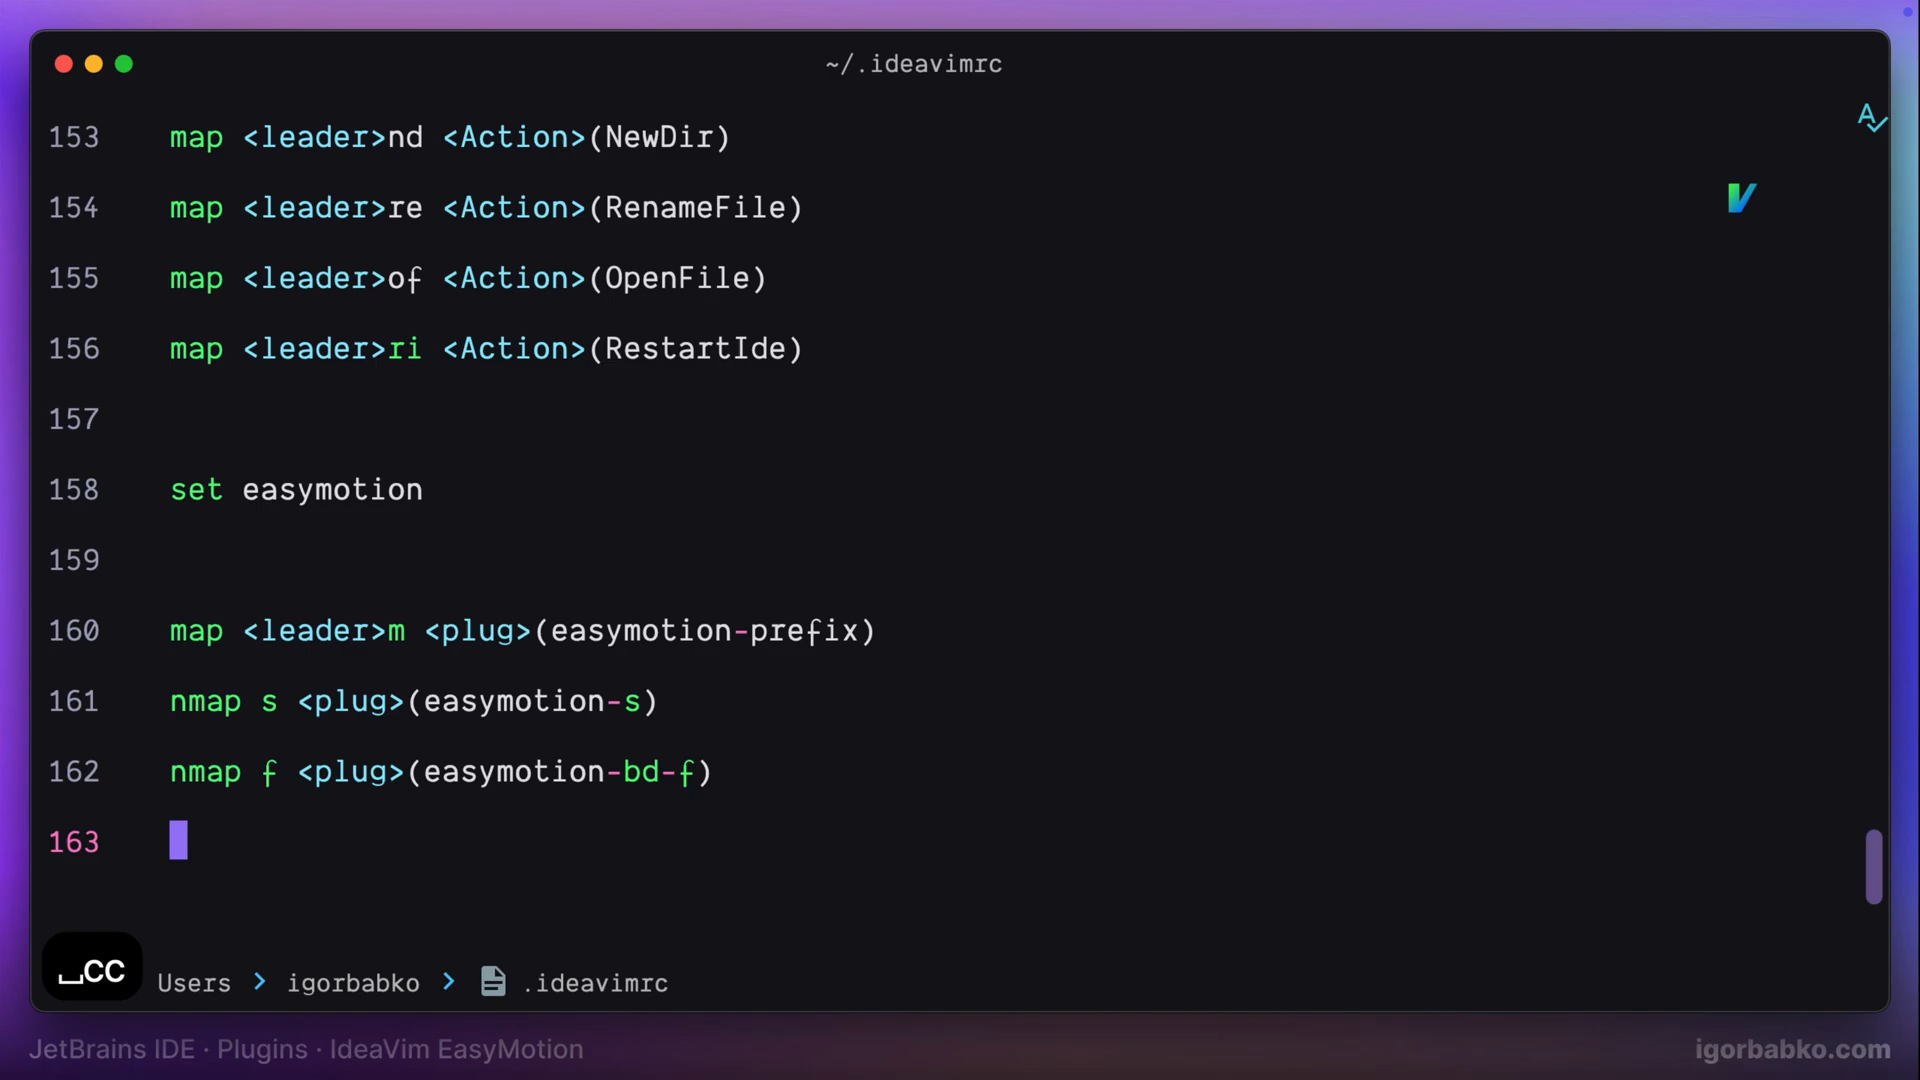 ~/.ideavimrc
153 map <leader>nd <Action>(NewDir)
154 map <leader>re <Action>(RenameFile)
155 map <leader>of <Action>(OpenFile)
156 map <leader>ri <Action>(RestartIde)
157
158 set easymotion
159
160 map <leader>m <plug>(easymotion-prefix)
161 nmap s <plug>(easymotion-s)
162 nmap f <plug>(easymotion-bd-f)
163
␣CC Users > igorbabko > .ideavimrc
JetBrains IDE · Plugins · IdeaVim EasyMotion
igorbabko.com